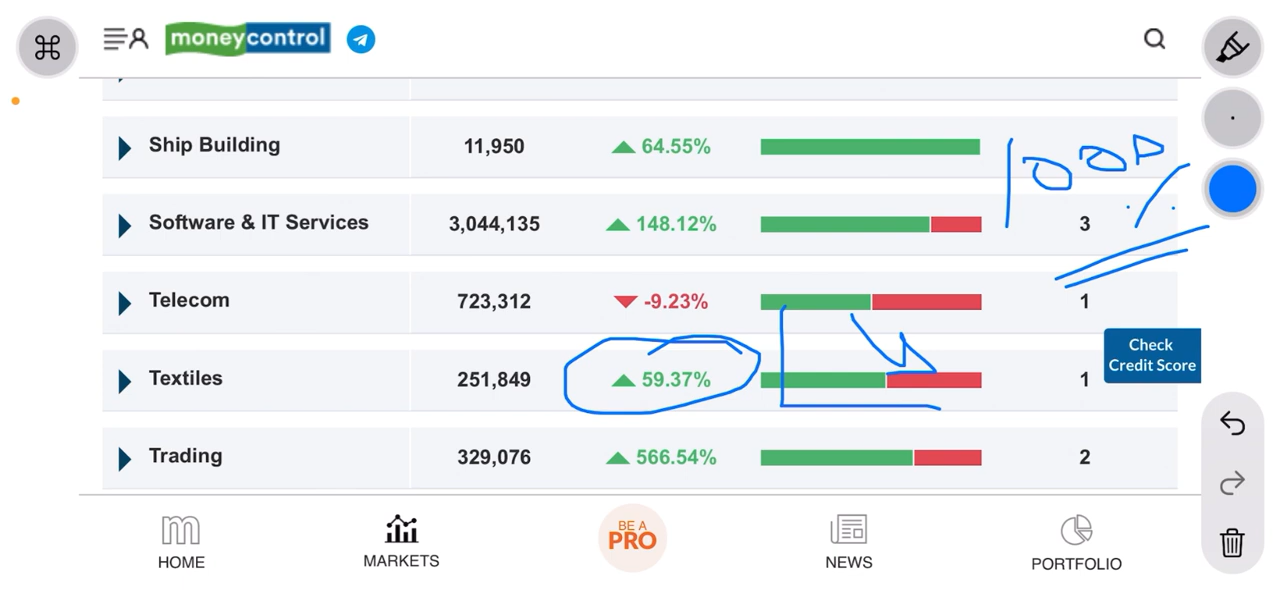 moneycontrol
Ship Building 11,950 64.55%
1000 %
Software & IT Services 3,044,135 148.12% 3
Telecom 723,312 -9.23% 1
Check
Credit Score
Textiles 251,849 59.37% 1
Trading 329,076 566.54% 2
HOME
MARKETS
BE A
PRO
NEWS
PORTFOLIO